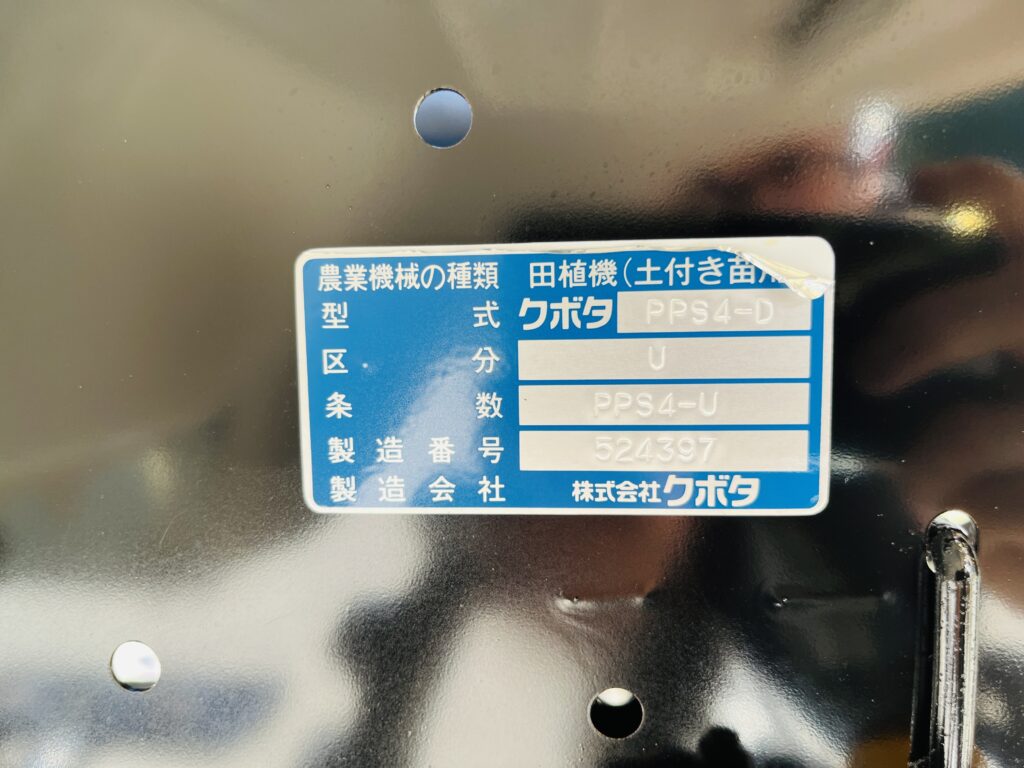 農業機械の種類 田植機(土付き苗用
型式 クボタ PPS4-D
区分 U
条数 PPS4-U
製造番号 524397
製造会社 株式会社クボタ